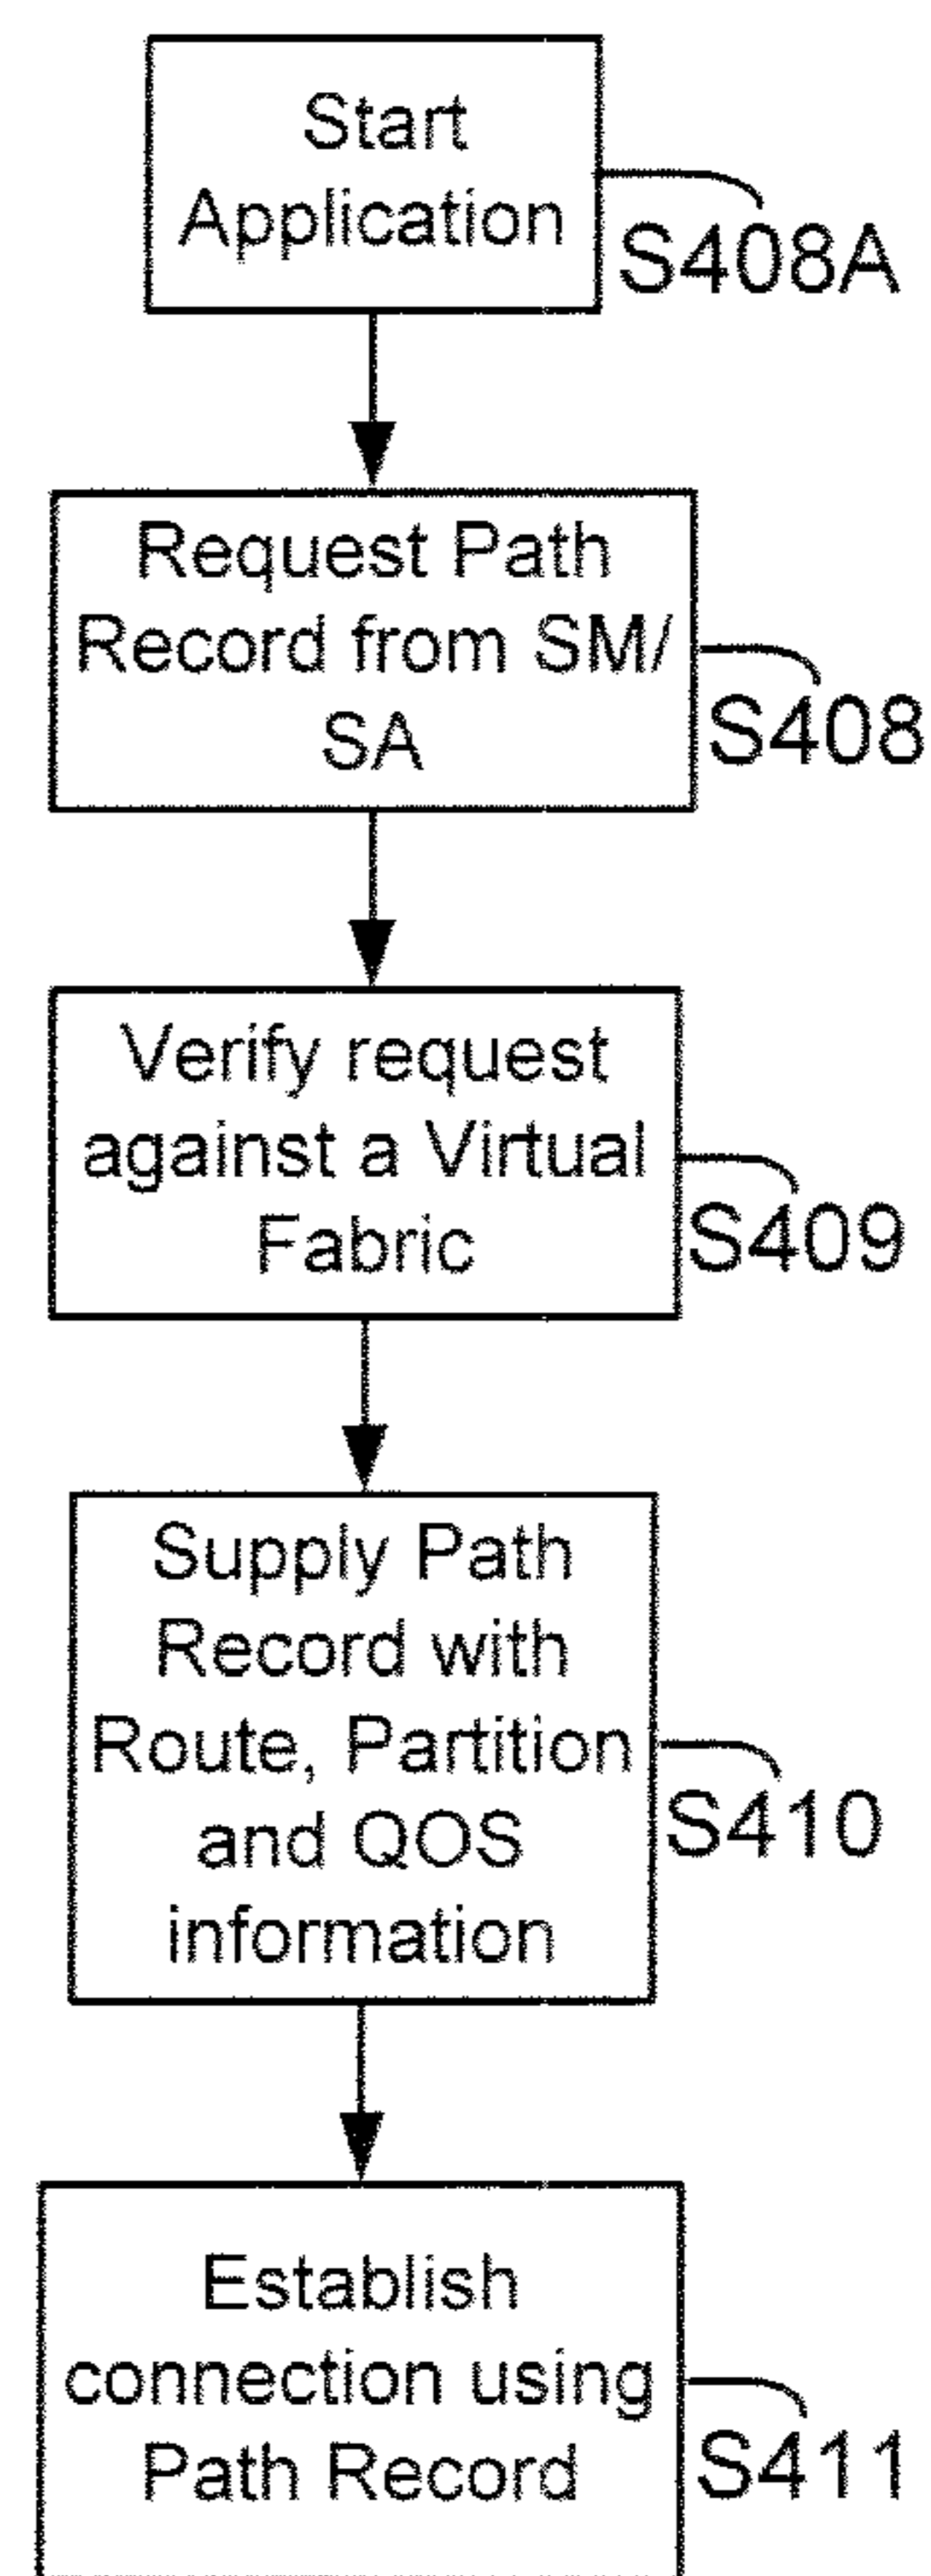 Start
Application
S408A
Request Path
Record from SM/
SA
S408
Verify request
against a Virtual
Fabric
S409
Supply Path
Record with
Route, Partition
and QOS
information
S410
Establish
connection using
Path Record
S411